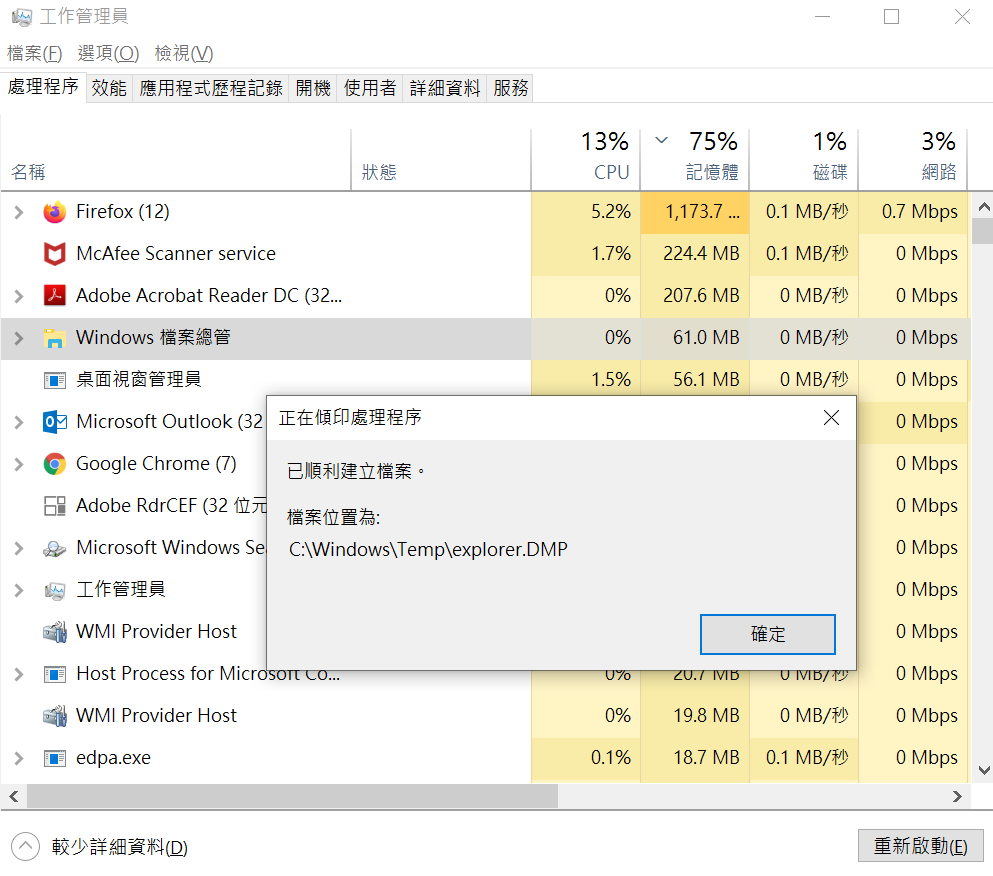 工作管理員
檔案(F) 選項(O) 檢視(V)
處理程序 效能 應用程式歷程記錄 開機 使用者 詳細資料 服務
13% 75% 1% 3%
名稱 狀態 CPU 記憶體 磁碟 網路
Firefox (12) 5.2% 1,173.7 ... 0.1 MB/秒 0.7 Mbps
McAfee Scanner service 1.7% 224.4 MB 0.1 MB/秒 0 Mbps
Adobe Acrobat Reader DC (32... 0% 207.6 MB 0 MB/秒 0 Mbps
Windows 檔案總管 0% 61.0 MB 0 MB/秒 0 Mbps
桌面視窗管理員 1.5% 56.1 MB 0 MB/秒 0 Mbps
Microsoft Outlook (32 0 Mbps
Google Chrome (7) 0 Mbps
Adobe RdrCEF (32 位元 0 Mbps
Microsoft Windows Se 0 Mbps
工作管理員 0 Mbps
WMI Provider Host 0 Mbps
Host Process for Microsoft Co... 0% 20.7 MB 0 MB/秒 0 Mbps
WMI Provider Host 0% 19.8 MB 0 MB/秒 0 Mbps
edpa.exe 0.1% 18.7 MB 0.1 MB/秒 0 Mbps
正在傾印處理程序
已順利建立檔案。
檔案位置為:
C:\Windows\Temp\explorer.DMP
確定
較少詳細資料(D)
重新啟動(E)